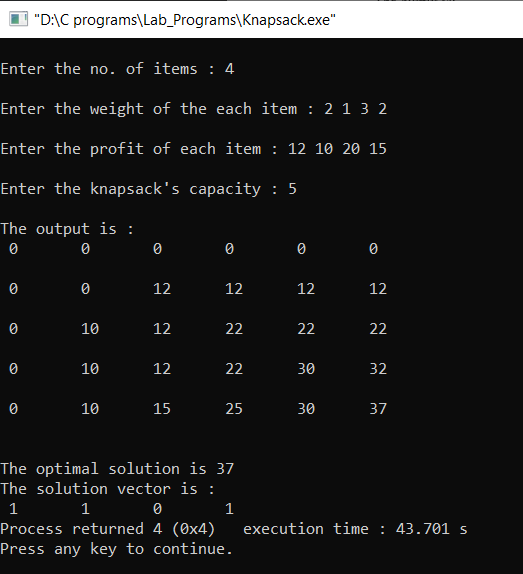 "D:\C programs\Lab_Programs\Knapsack.exe"
Enter the no. of items : 4
Enter the weight of the each item : 2 1 3 2
Enter the profit of each item : 12 10 20 15
Enter the knapsack's capacity : 5
The output is :
0 0 0 0 0 0
0 0 12 12 12 12
0 10 12 22 22 22
0 10 12 22 30 32
0 10 15 25 30 37
The optimal solution is 37
The solution vector is :
1 1 0 1
Process returned 4 (0x4) execution time : 43.701 s
Press any key to continue.